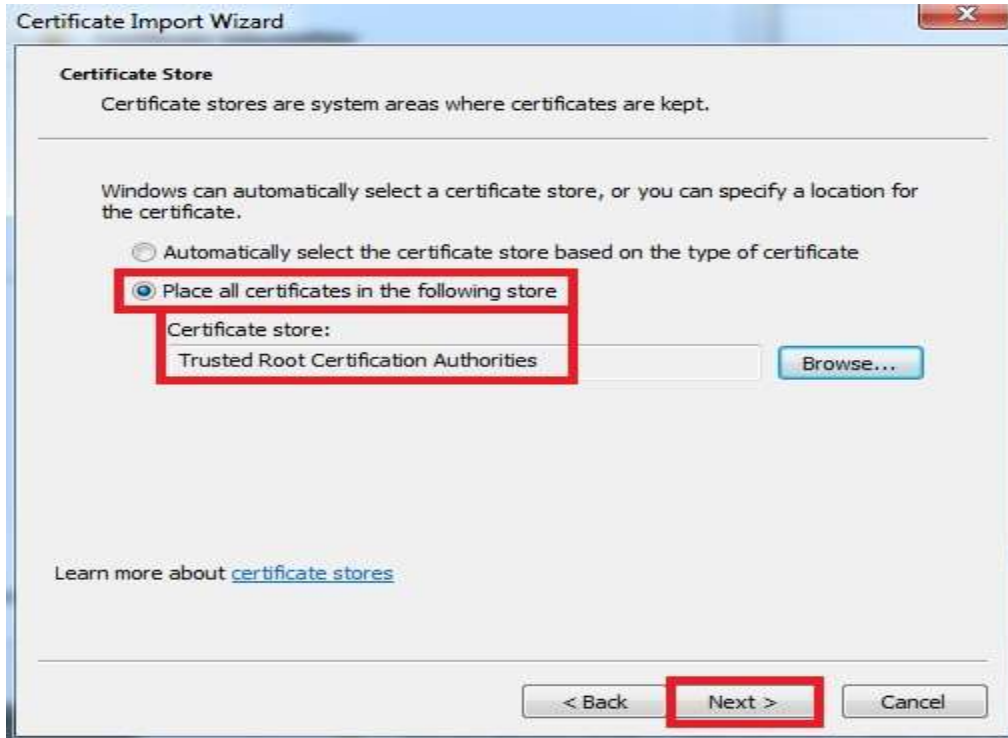 Certificate Import Wizard
Certificate Store
Certificate stores are system areas where certificates are kept.
Windows can automatically select a certificate store, or you can specify a location for
the certificate.
Automatically select the certificate store based on the type of certificate
Place all certificates in the following store
Certificate store:
Trusted Root Certification Authorities
Browse...
Learn more about certificate stores
< Back Next > Cancel